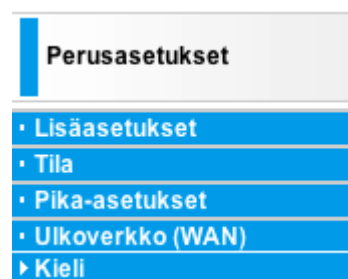 Perusasetukset
Lisäasetukset
Tila
Pika-asetukset
Ulkoverkko (WAN)
Kieli